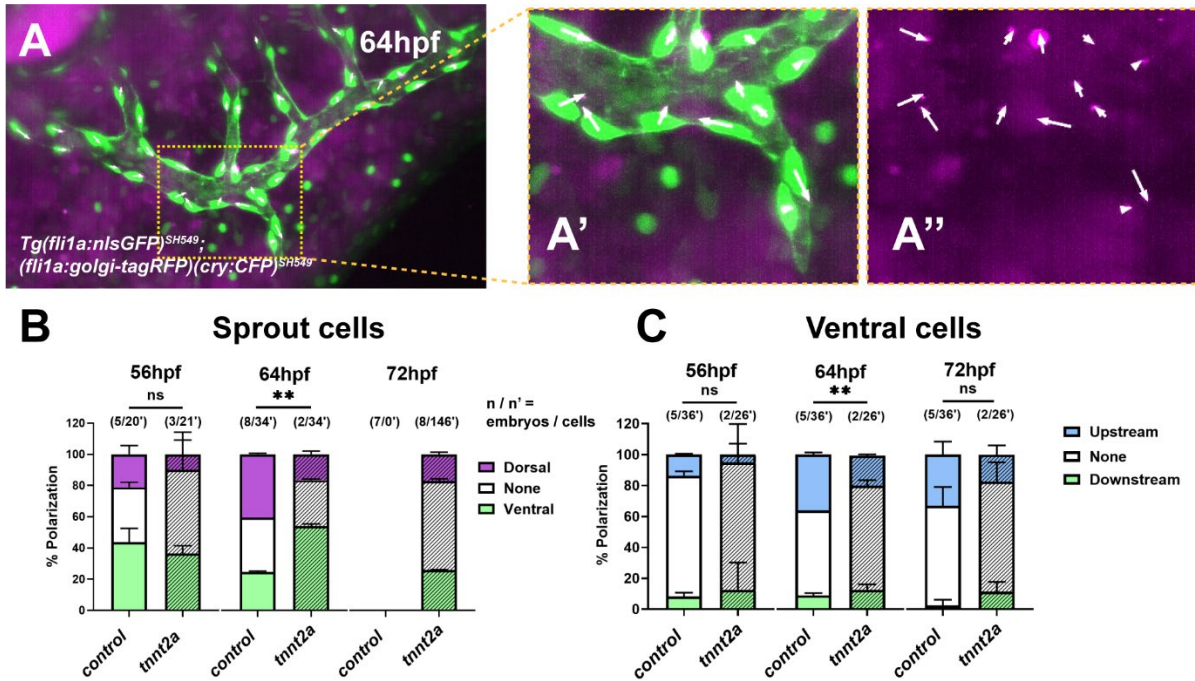 A
64hpf
Tg(fli1a:nlsGFP)SH549;
(fli1a:golgi-tagRFP)(cry:CFP)SH549
A’
A’’
B
Sprout cells
56hpf
64hpf
72hpf
ns
**
(5/20')
(3/21')
(8/34')
(2/34')
(7/0')
(8/146')
n / n' =
embryos / cells
% Polarization
120
100
80
60
40
20
0
Dorsal
None
Ventral
control
tnnt2a
control
tnnt2a
control
tnnt2a
C
Ventral cells
56hpf
64hpf
72hpf
ns
**
ns
(5/36')
(2/26')
(5/36')
(2/26')
(5/36')
(2/26')
% Polarization
120
100
80
60
40
20
0
Upstream
None
Downstream
control
tnnt2a
control
tnnt2a
control
tnnt2a